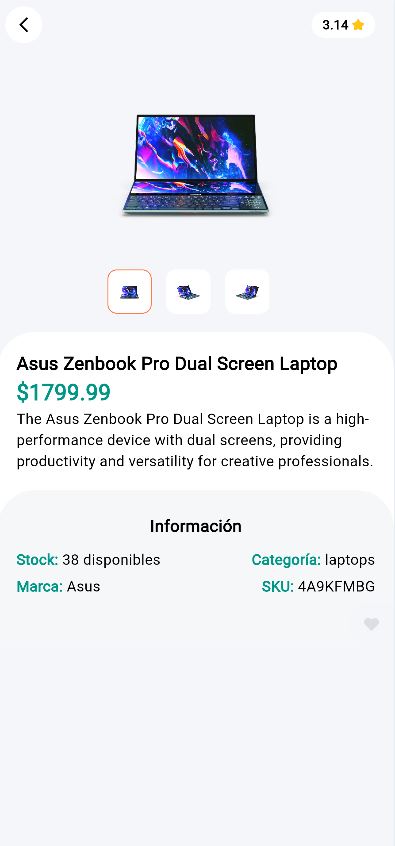 3.14
Asus Zenbook Pro Dual Screen Laptop
$1799.99
The Asus Zenbook Pro Dual Screen Laptop is a high-
performance device with dual screens, providing
productivity and versatility for creative professionals.
Información
Stock: 38 disponibles
Categoría: laptops
Marca: Asus
SKU: 4A9KFMBG